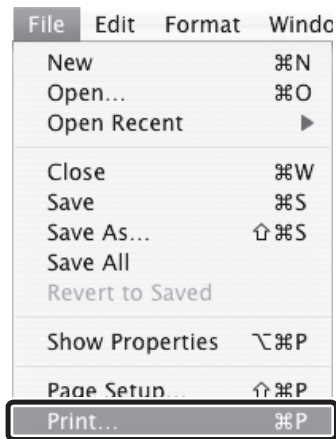 File Edit Format Windo
New ⌘N
Open... ⌘O
Open Recent ▶
Close ⌘W
Save ⌘S
Save As... ⇧⌘S
Save All
Revert to Saved
Show Properties ⌥⌘P
Page Setup... ⇧⌘P
Print... ⌘P